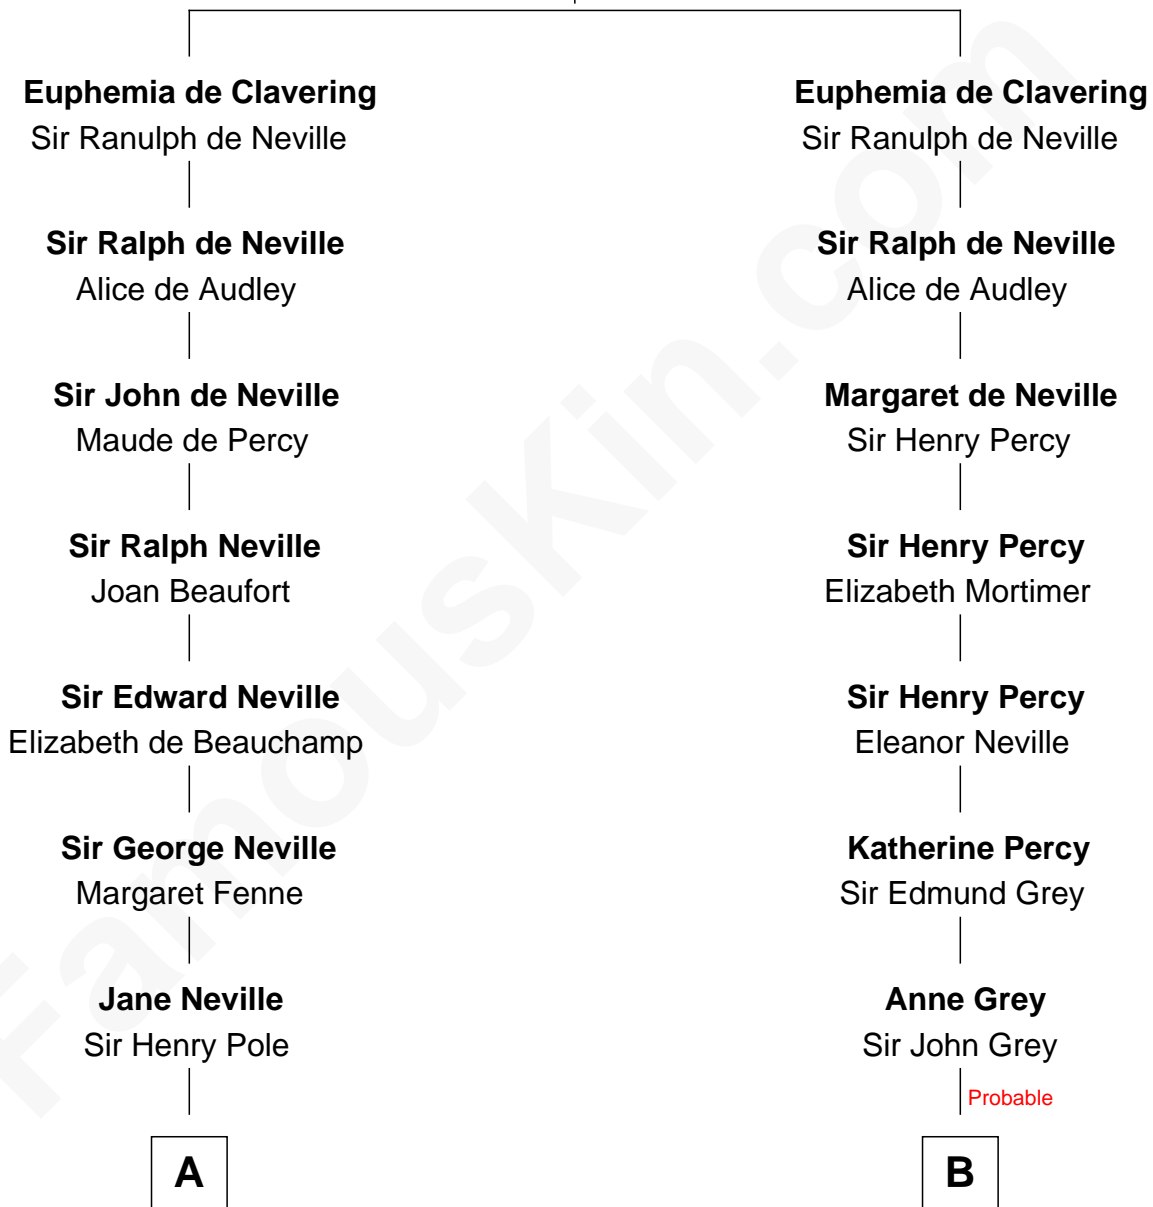 Euphemia de Clavering
Sir Ranulph de Neville
Sir Ralph de Neville
Alice de Audley
Sir John de Neville
Maude de Percy
Sir Ralph Neville
Joan Beaufort
Sir Edward Neville
Elizabeth de Beauchamp
Sir George Neville
Margaret Fenne
Jane Neville
Sir Henry Pole
A
Euphemia de Clavering
Sir Ranulph de Neville
Sir Ralph de Neville
Alice de Audley
Margaret de Neville
Sir Henry Percy
Sir Henry Percy
Elizabeth Mortimer
Sir Henry Percy
Eleanor Neville
Katherine Percy
Sir Edmund Grey
Anne Grey
Sir John Grey
Probable
B
FamousKin.com